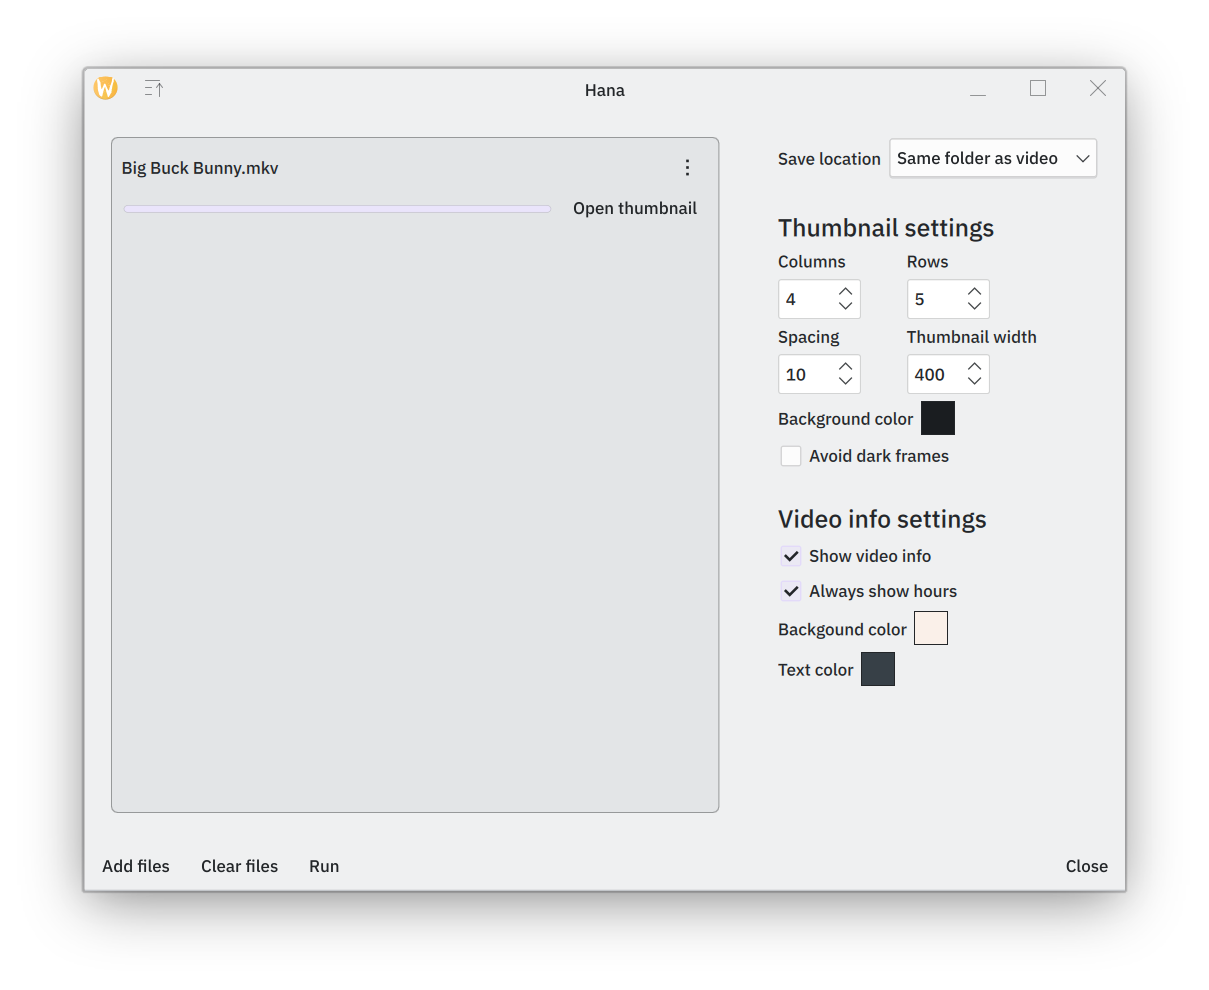 W
Hana
Big Buck Bunny.mkv
Open thumbnail
Save location Same folder as video
Thumbnail settings
Columns Rows
4 5
Spacing Thumbnail width
10 400
Background color
Avoid dark frames
Video info settings
Show video info
Always show hours
Backgound color
Text color
Add files Clear files Run Close